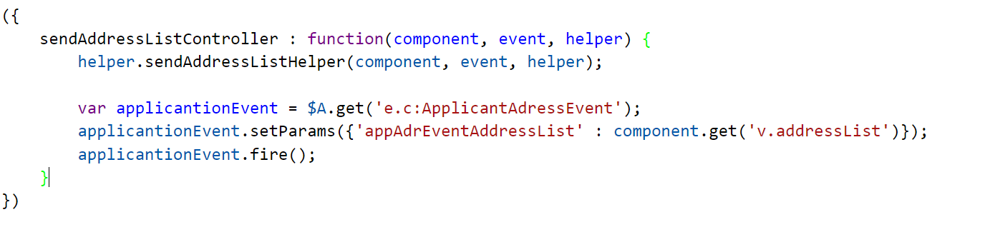 ({
    sendAddressListController : function(component, event, helper) {
        helper.sendAddressListHelper(component, event, helper);

        var applicantionEvent = $A.get('e.c:ApplicantAdressEvent');
        applicantionEvent.setParams({'appAdrEventAddressList' : component.get('v.addressList')});
        applicantionEvent.fire();
    }
})